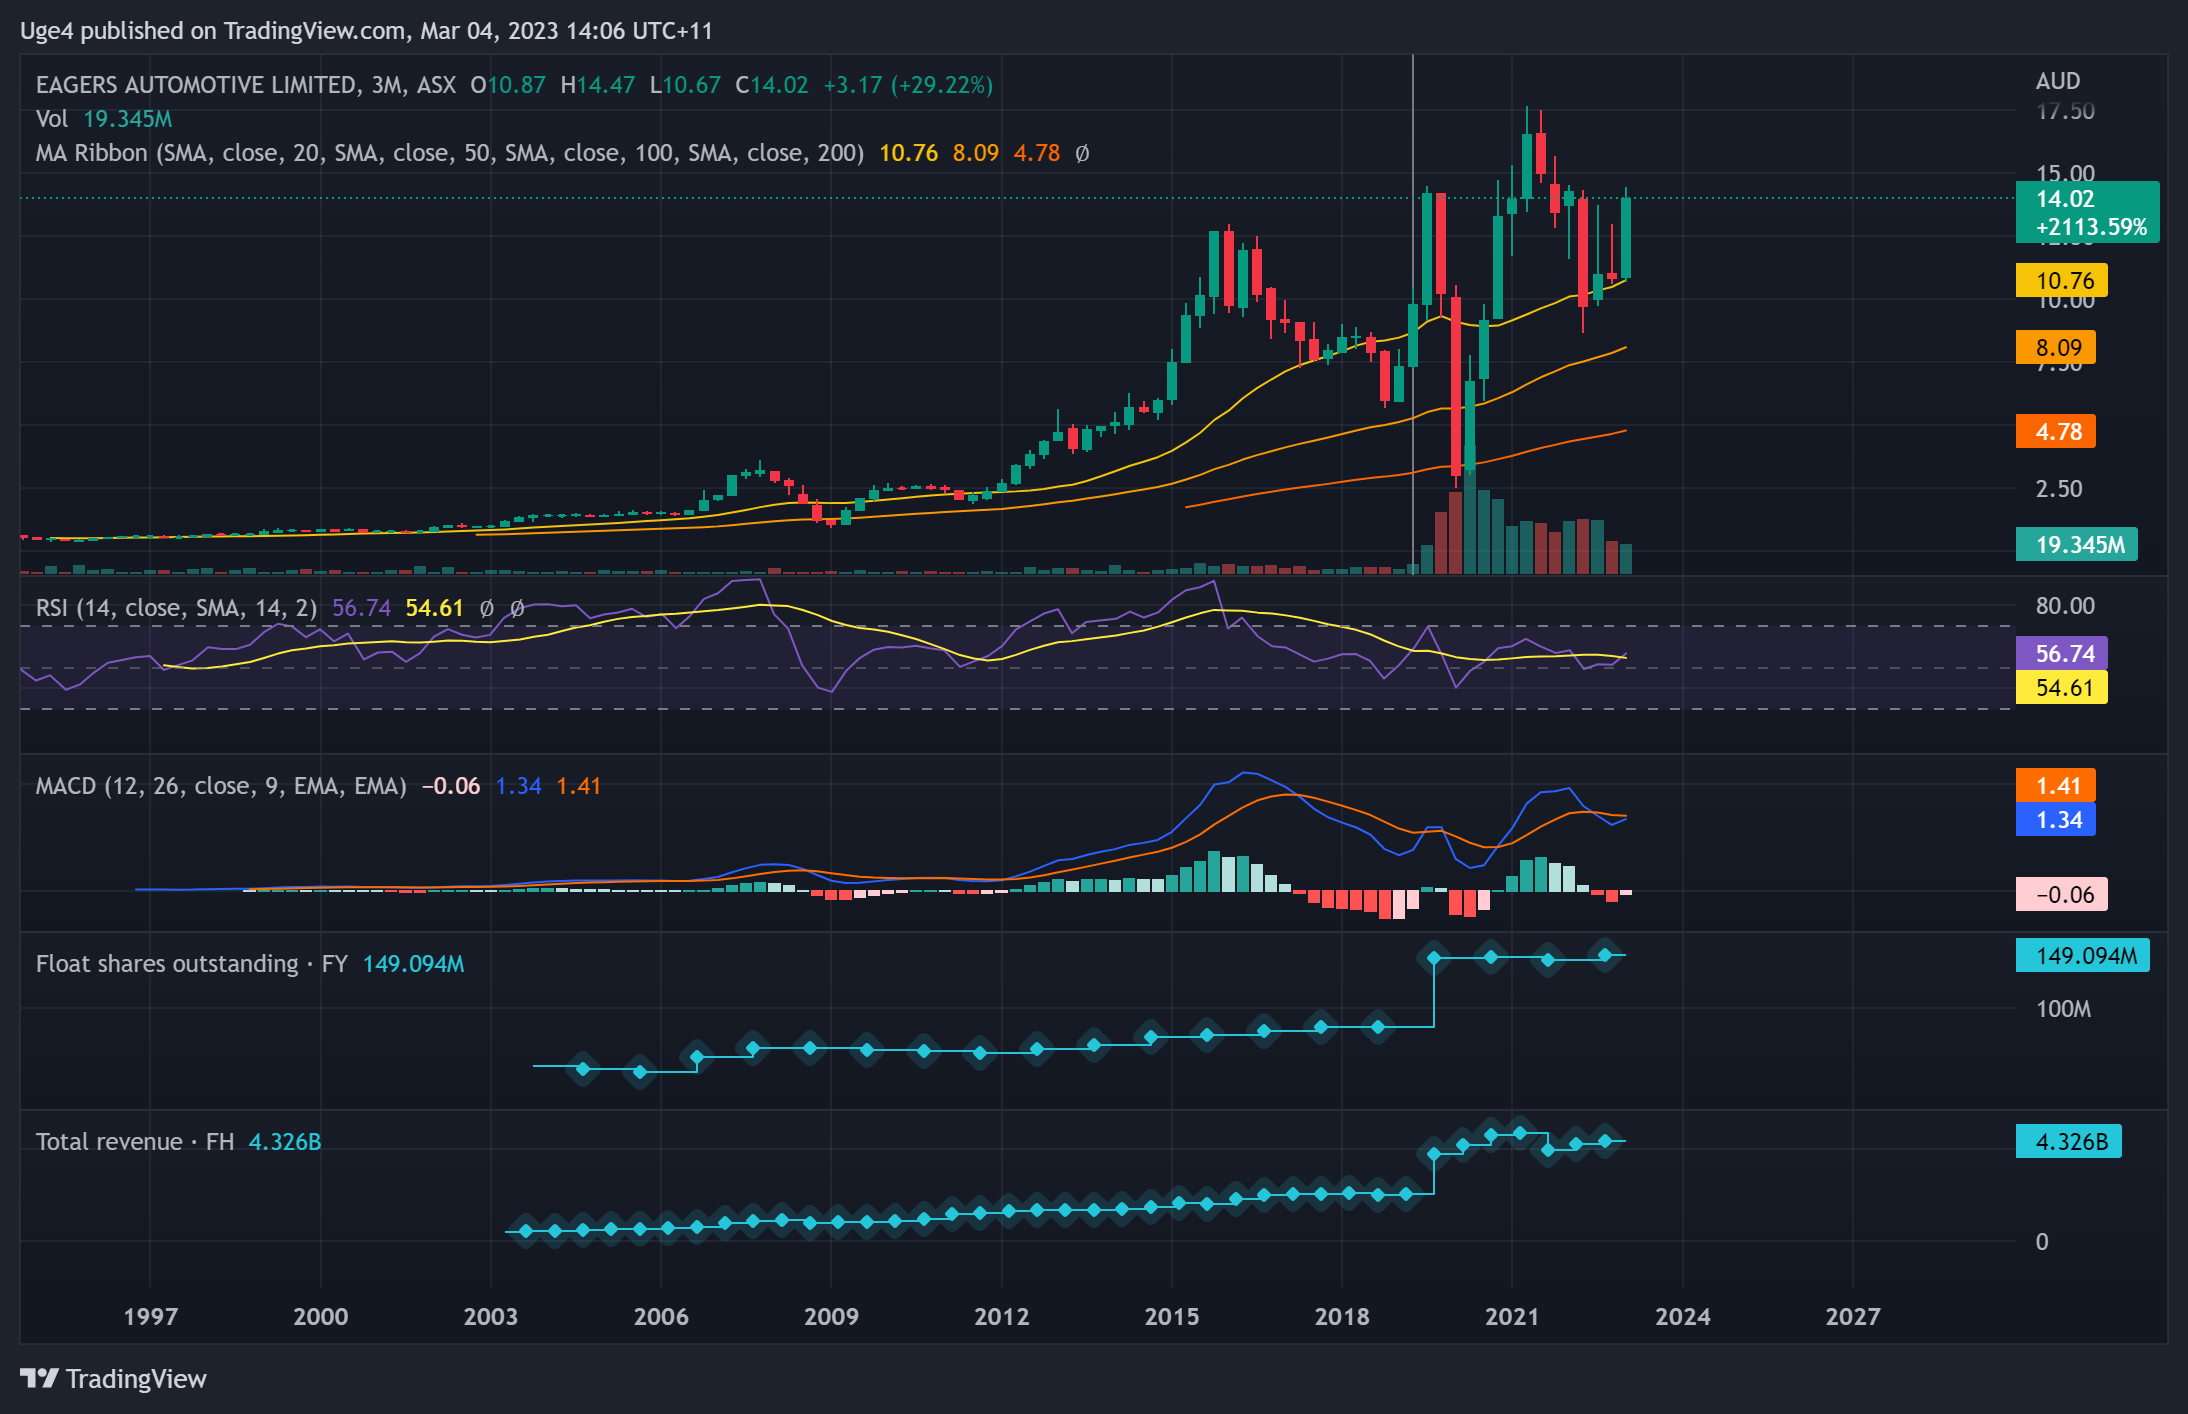 Uge4 published on TradingView.com, Mar 04, 2023 14:06 UTC+11
EAGERS AUTOMOTIVE LIMITED, 3M, ASX O10.87 H14.47 L10.67 C14.02 +3.17 (+29.22%)
Vol 19.345M
MA Ribbon (SMA, close, 20, SMA, close, 50, SMA, close, 100, SMA, close, 200) 10.76 8.09 4.78 Ø
AUD
17.50
15.00
14.02
+2113.59%
10.76
10.00
8.09
4.78
2.50
19.345M
RSI (14, close, SMA, 14, 2) 56.74 54.61 Ø Ø
80.00
56.74
54.61
MACD (12, 26, close, 9, EMA, EMA) −0.06 1.34 1.41
1.41
1.34
−0.06
Float shares outstanding · FY 149.094M
149.094M
100M
Total revenue · FH 4.326B
4.326B
0
1997 2000 2003 2006 2009 2012 2015 2018 2021 2024 2027
TradingView